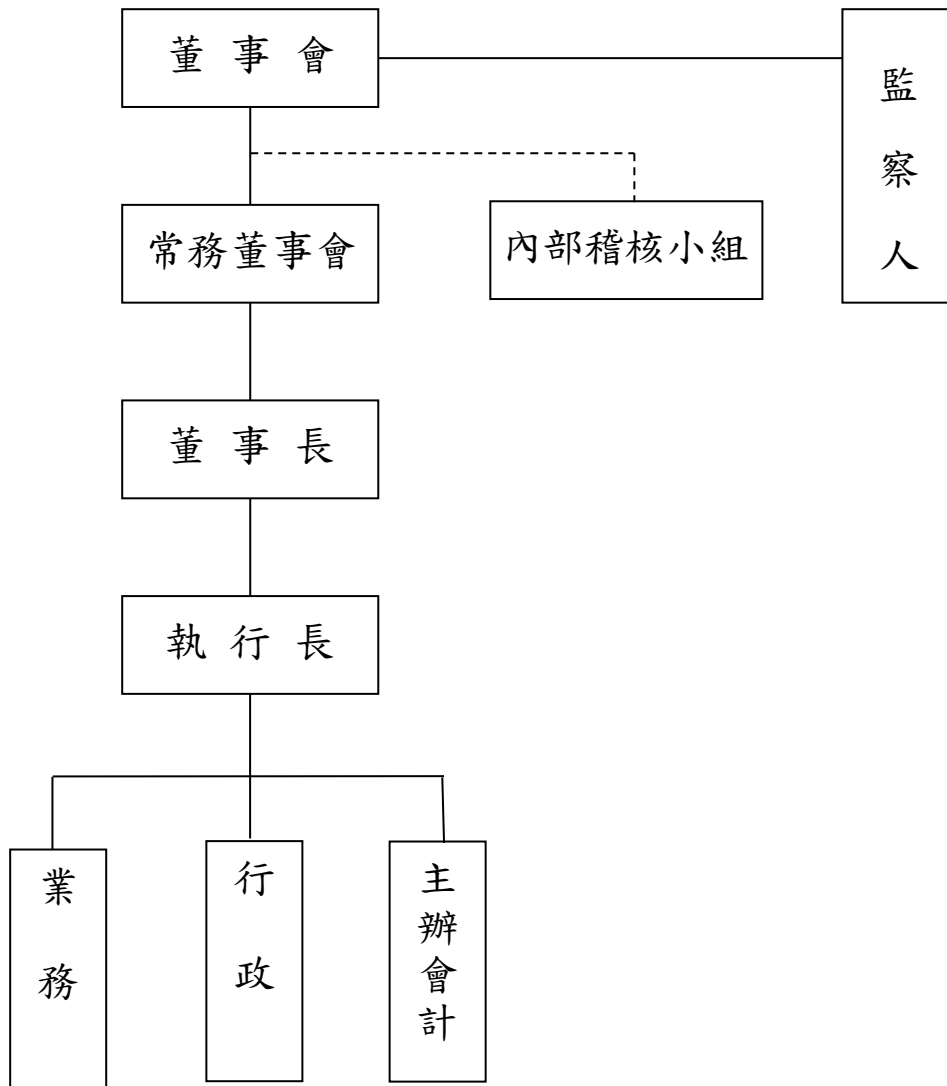 董事會
監察人
常務董事會
內部稽核小組
董事長
執行長
業務
行政
主辦會計